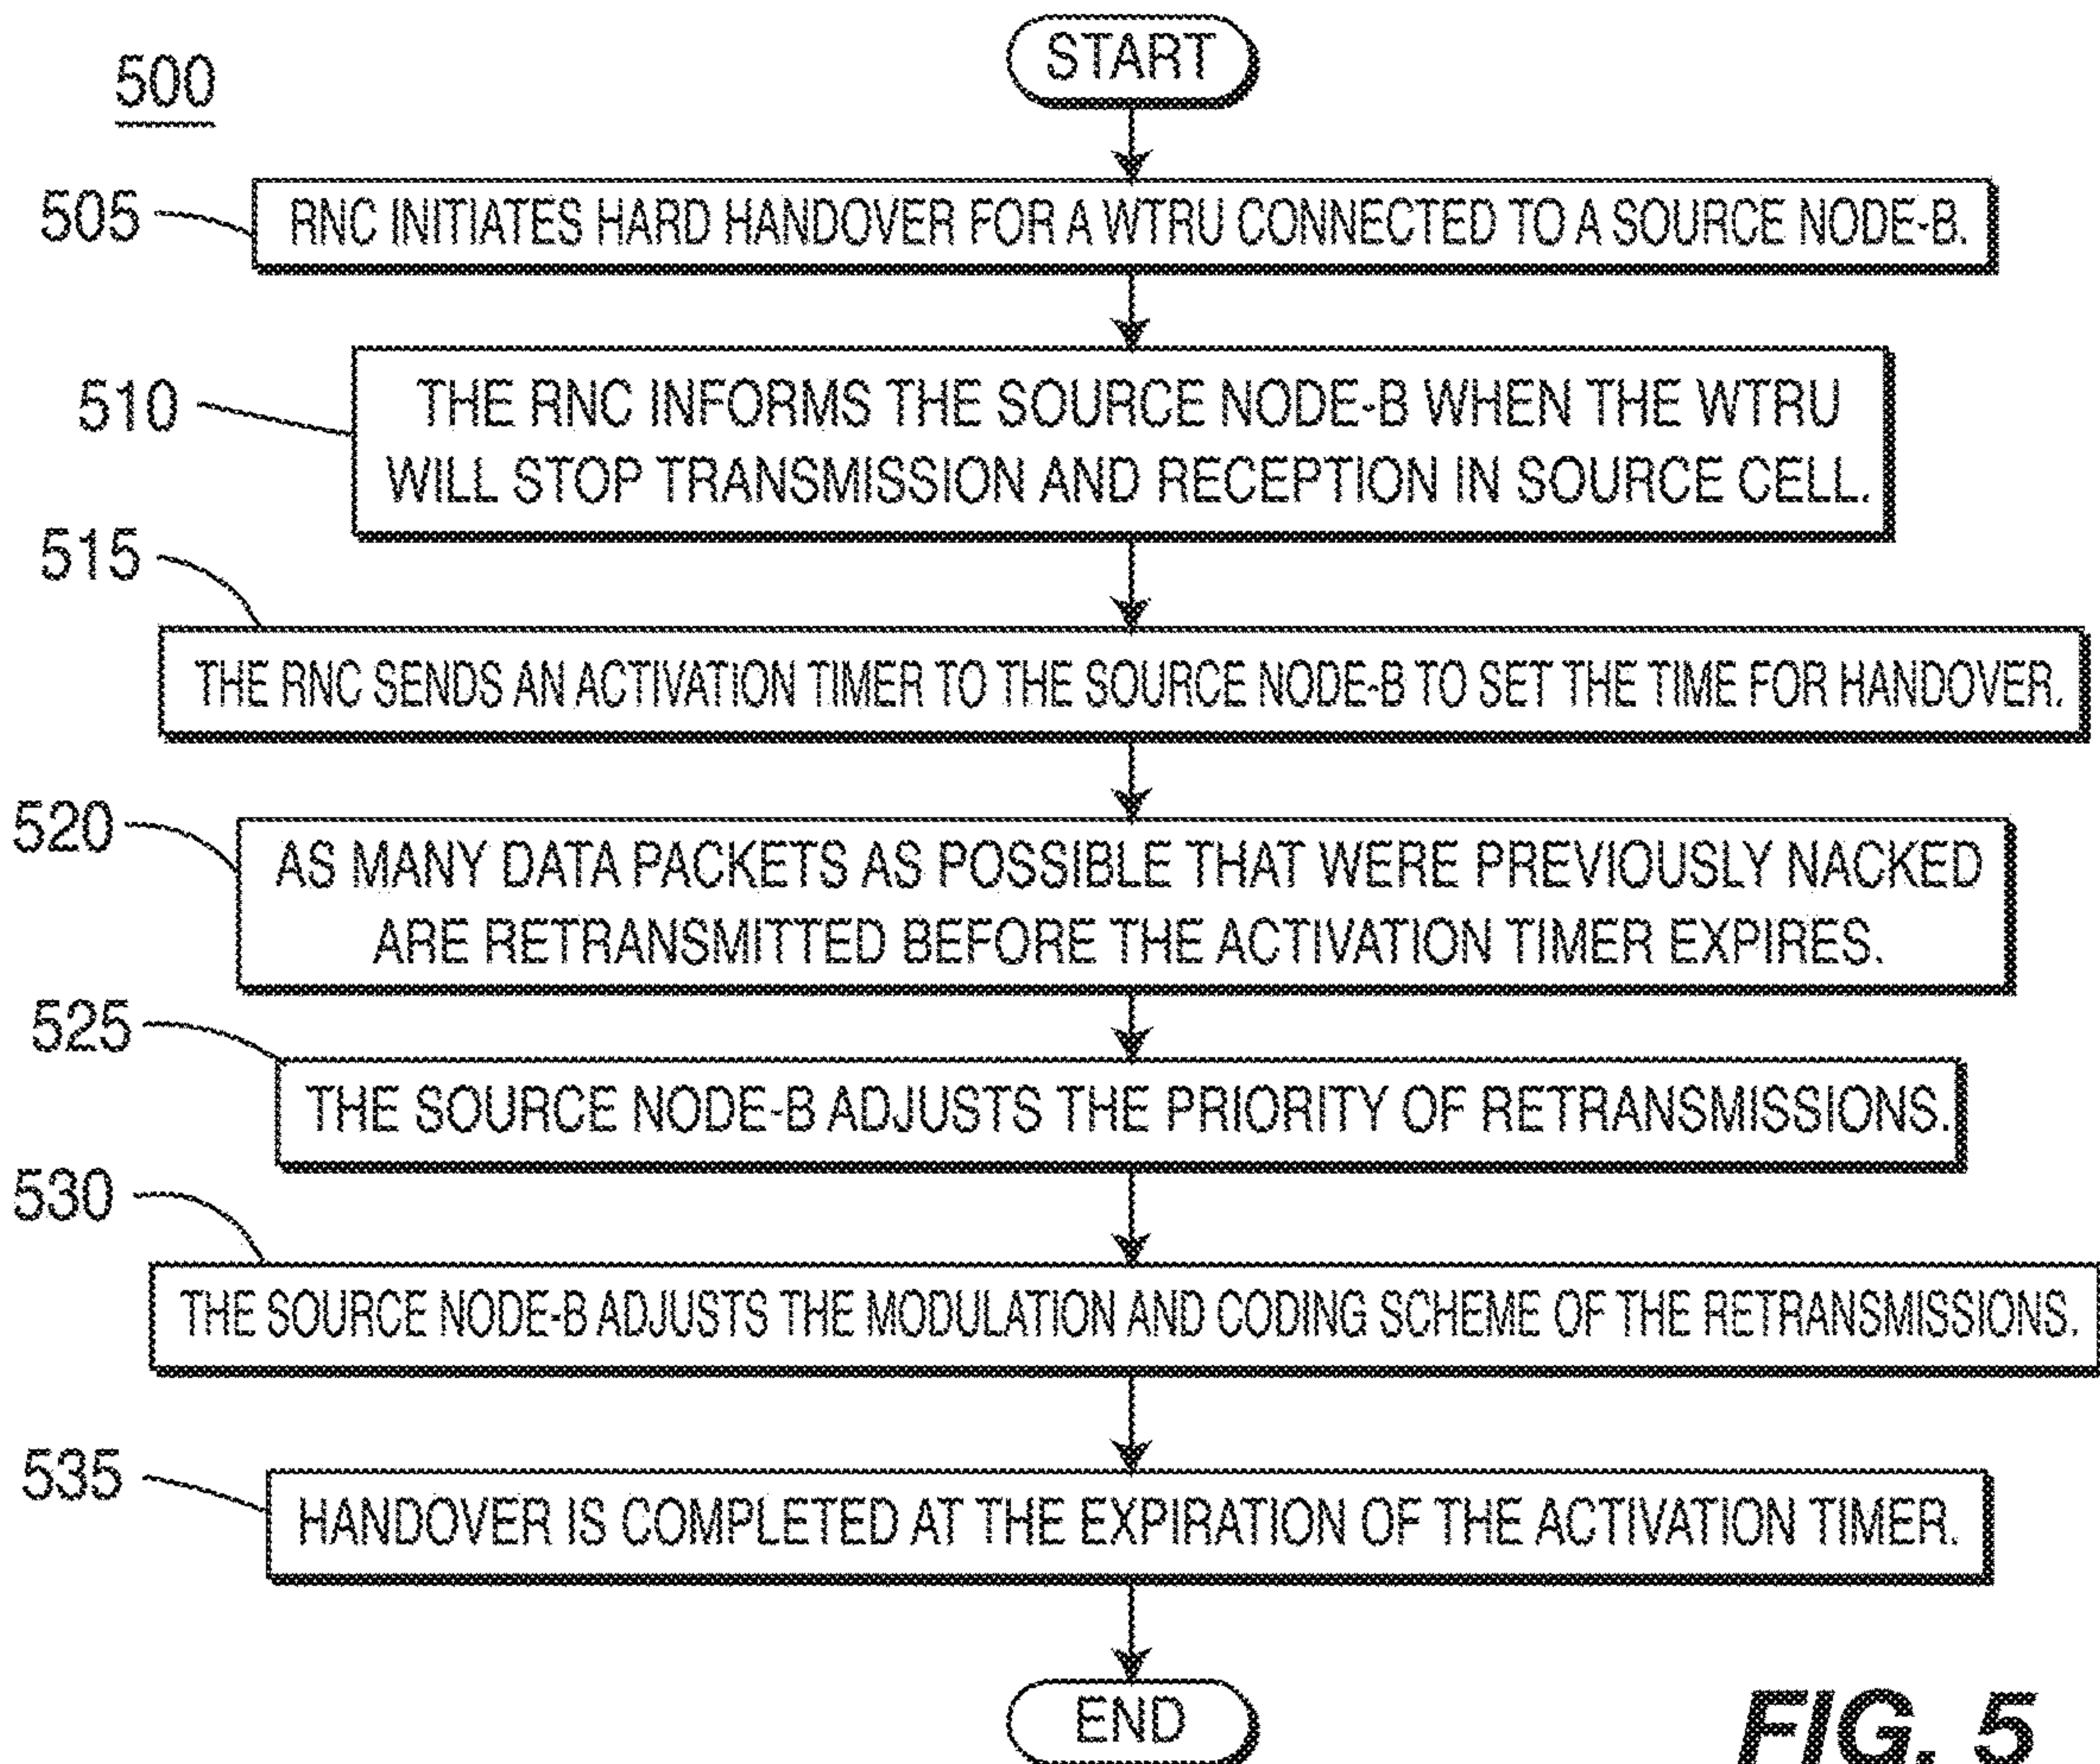 START
500
505
RNC INITIATES HARD HANDOVER FOR A WTRU CONNECTED TO A SOURCE NODE-B.
510
THE RNC INFORMS THE SOURCE NODE-B WHEN THE WTRU
WILL STOP TRANSMISSION AND RECEPTION IN SOURCE CELL.
515
THE RNC SENDS AN ACTIVATION TIMER TO THE SOURCE NODE-B TO SET THE TIME FOR HANDOVER.
520
AS MANY DATA PACKETS AS POSSIBLE THAT WERE PREVIOUSLY NACKED
ARE RETRANSMITTED BEFORE THE ACTIVATION TIMER EXPIRES.
525
THE SOURCE NODE-B ADJUSTS THE PRIORITY OF RETRANSMISSIONS.
530
THE SOURCE NODE-B ADJUSTS THE MODULATION AND CODING SCHEME OF THE RETRANSMISSIONS.
535
HANDOVER IS COMPLETED AT THE EXPIRATION OF THE ACTIVATION TIMER.
END
FIG. 5